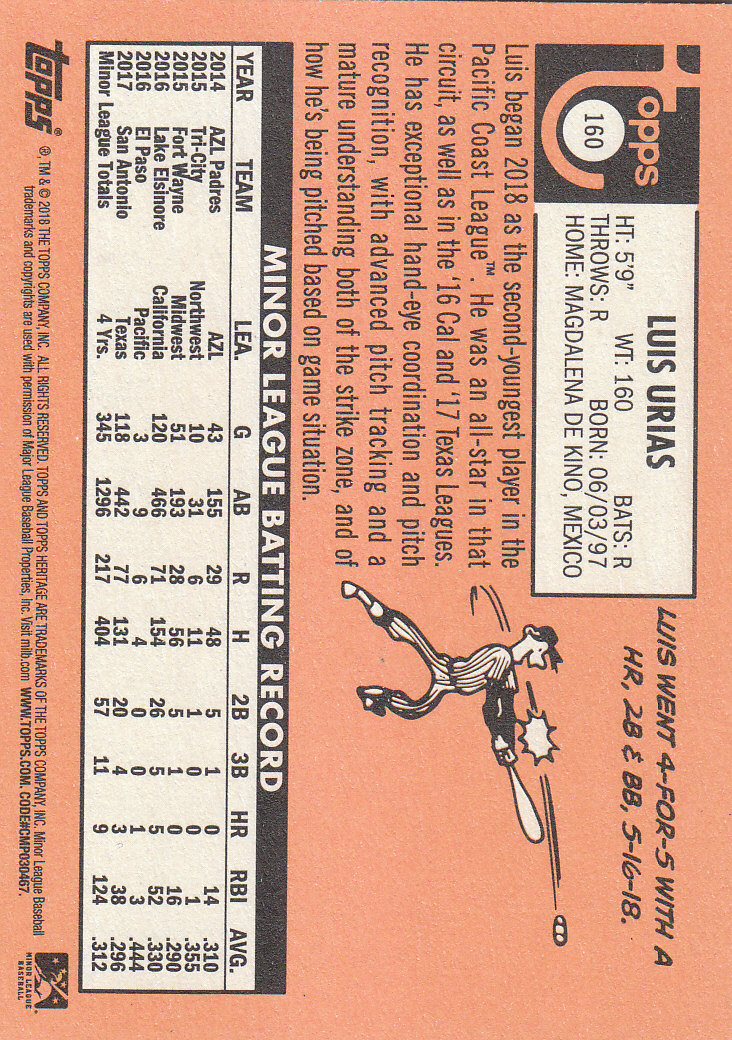 topps
160
LUIS URIAS
HT: 5'9" WT: 160 BATS: R
THROWS: R BORN: 06/03/97
HOME: MAGDALENA DE KINO, MEXICO
LUIS WENT 4-FOR-5 WITH A
HR, 2B & BB, 5-16-18.
Luis began 2018 as the second-youngest player in the
Pacific Coast League™. He was an all-star in that
circuit, as well as in the '16 Cal and '17 Texas Leagues.
He has exceptional hand-eye coordination and pitch
recognition, with advanced pitch tracking and a
mature understanding both of the strike zone, and of
how he's being pitched based on game situation.
MINOR LEAGUE BATTING RECORD
YEAR TEAM LEA. G AB R H 2B 3B HR RBI AVG.
2014 AZL Padres AZL 43 155 29 48 5 1 0 14 .310
2015 Tri-City Northwest 10 31 6 11 1 0 0 1 .355
2015 Fort Wayne Midwest 51 193 28 56 5 1 0 16 .290
2016 Lake Elsinore California 120 466 71 154 26 5 5 52 .330
2016 El Paso Pacific 3 9 6 4 0 0 1 3 .444
2017 San Antonio Texas 118 442 77 131 20 4 3 38 .296
Minor League Totals 4 Yrs. 345 1296 217 404 57 11 9 124 .312
topps®
®, TM & © 2018 THE TOPPS COMPANY, INC. ALL RIGHTS RESERVED. TOPPS AND TOPPS HERITAGE ARE TRADEMARKS OF THE TOPPS COMPANY, INC. Minor League Baseball
trademarks and copyrights are used with permission of Major League Baseball Properties, Inc. Visit milb.com WWW.TOPPS.COM. CODE#CMP030467.
MINOR LEAGUE
BASEBALL